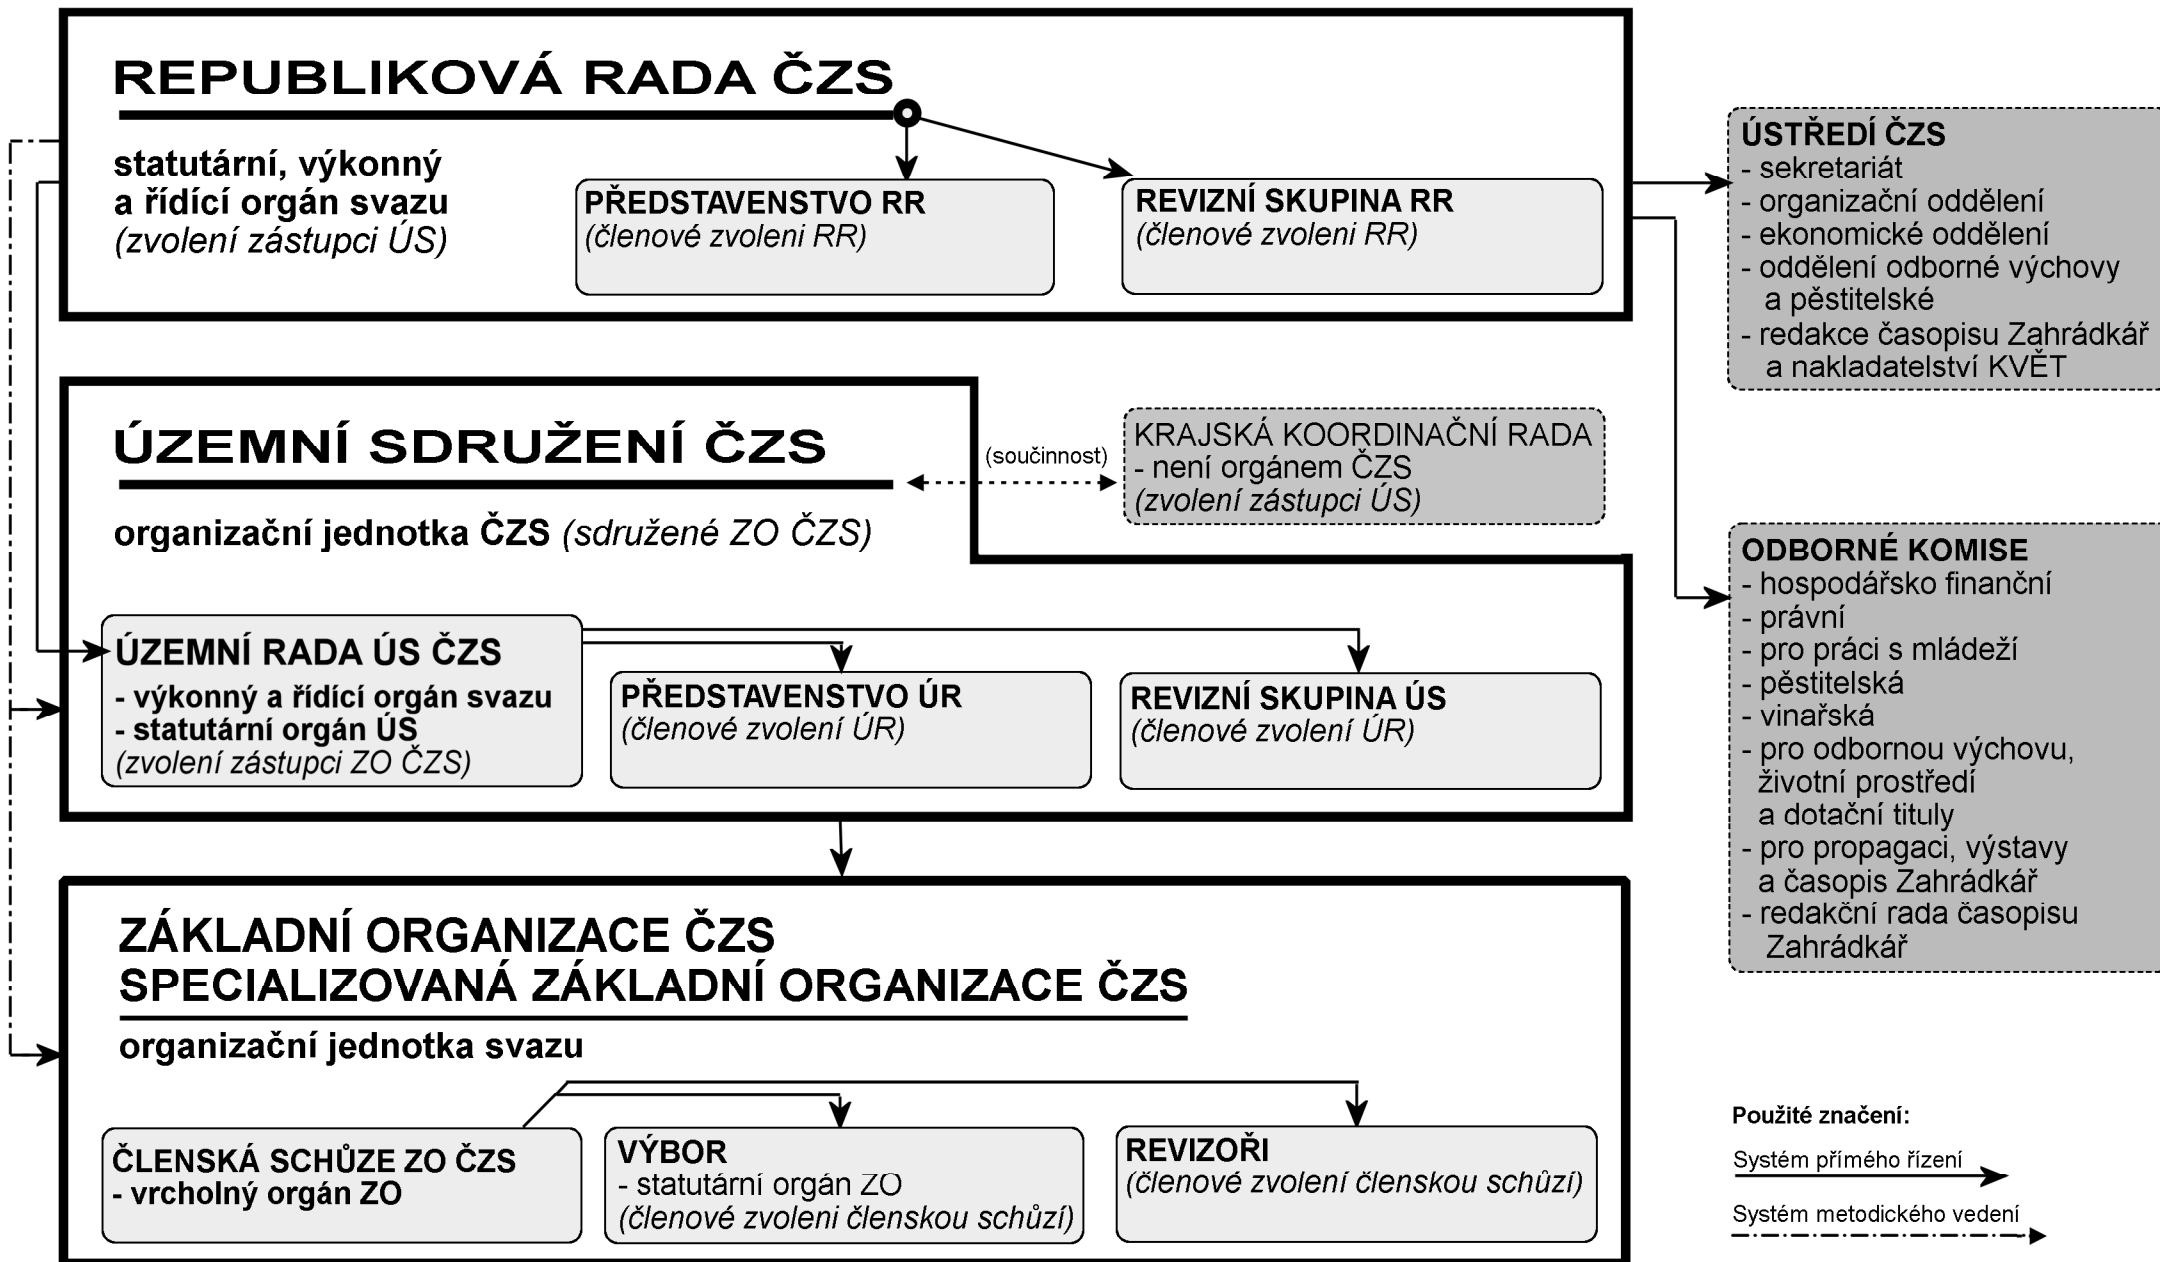 REPUBLIKOVÁ RADA ČZS
statutární, výkonný
a řídící orgán svazu
(zvolení zástupci ÚS)
PŘEDSTAVENSTVO RR
(členové zvoleni RR)
REVIZNÍ SKUPINA RR
(členové zvoleni RR)
ÚSTŘEDÍ ČZS
- sekretariát
- organizační oddělení
- ekonomické oddělení
- oddělení odborné výchovy
a pěstitelské
- redakce časopisu Zahrádkář
a nakladatelství KVĚT
ÚZEMNÍ SDRUŽENÍ ČZS
organizační jednotka ČZS (sdružené ZO ČZS)
(součinnost)
KRAJSKÁ KOORDINAČNÍ RADA
- není orgánem ČZS
(zvolení zástupci ÚS)
ÚZEMNÍ RADA ÚS ČZS
- výkonný a řídící orgán svazu
- statutární orgán ÚS
(zvolení zástupci ZO ČZS)
PŘEDSTAVENSTVO ÚR
(členové zvolení ÚR)
REVIZNÍ SKUPINA ÚS
(členové zvolení ÚR)
ODBORNÉ KOMISE
- hospodářsko finanční
- právní
- pro práci s mládeží
- pěstitelská
- vinařská
- pro odbornou výchovu,
životní prostředí
a dotační tituly
- pro propagaci, výstavy
a časopis Zahrádkář
- redakční rada časopisu
Zahrádkář
ZÁKLADNÍ ORGANIZACE ČZS
SPECIALIZOVANÁ ZÁKLADNÍ ORGANIZACE ČZS
organizační jednotka svazu
ČLENSKÁ SCHŮZE ZO ČZS
- vrcholný orgán ZO
VÝBOR
- statutární orgán ZO
(členové zvoleni členskou schůzí)
REVIZOŘI
(členové zvolení členskou schůzí)
Použité značení:
Systém přímého řízení
Systém metodického vedení